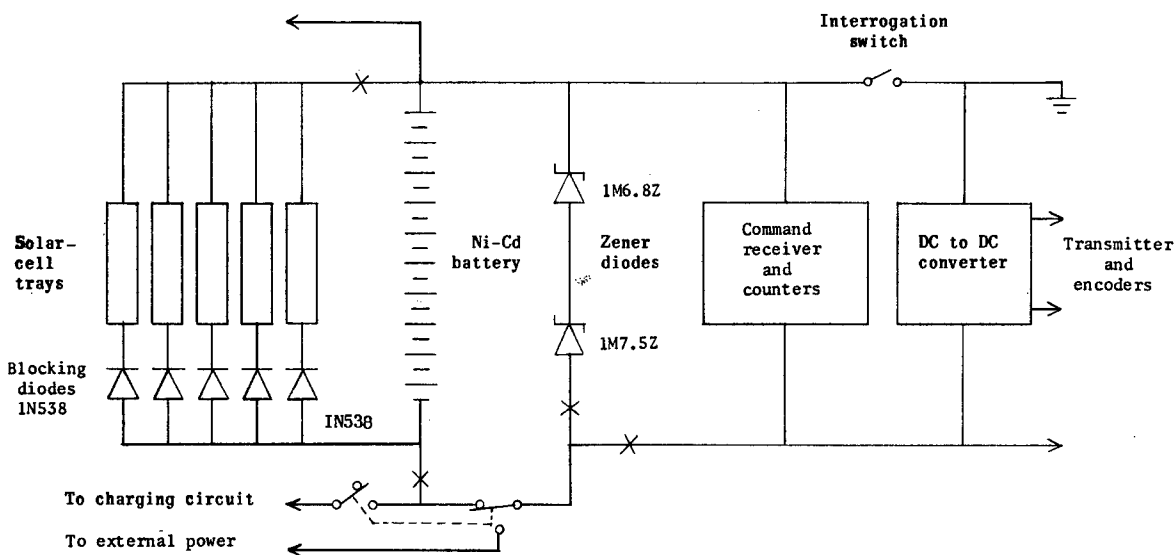 Interrogation
switch
1M6.8Z
Solar-
cell
trays
Ni-Cd
battery
Zener
diodes
Command
receiver
and
counters
DC to DC
converter
Transmitter
and
encoders
1M7.5Z
Blocking
diodes
1N538
IN538
To charging circuit
To external power